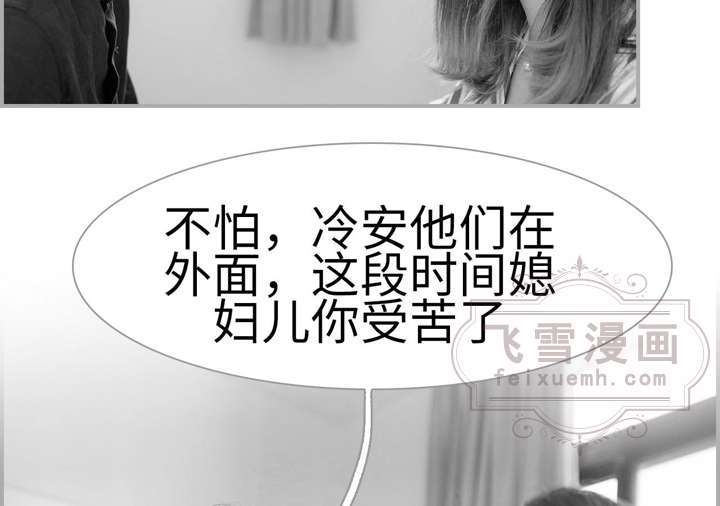 不怕，冷安他们在
外面，这段时间媳
妇儿你受苦了
飞雪漫画
feixuemh.com